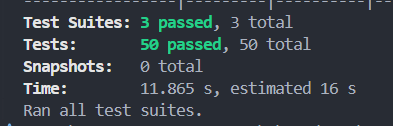 Test Suites: 3 passed, 3 total
Tests: 50 passed, 50 total
Snapshots: 0 total
Time: 11.865 s, estimated 16 s
Ran all test suites.